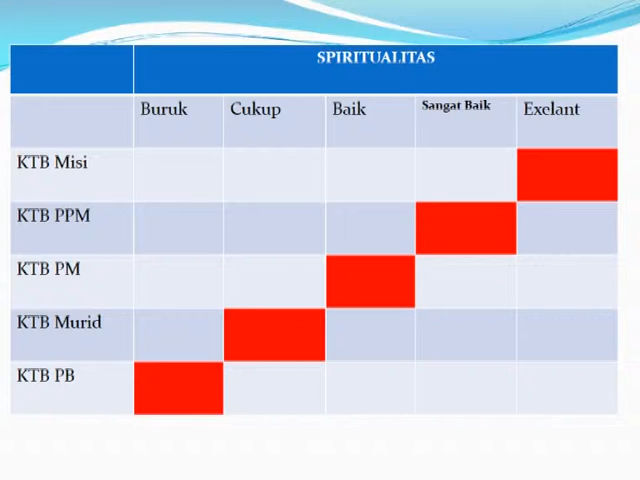 SPIRITUALITAS
Buruk Cukup Baik Sangat Baik Exelant
KTB Misi
KTB PPM
KTB PM
KTB Murid
KTB PB